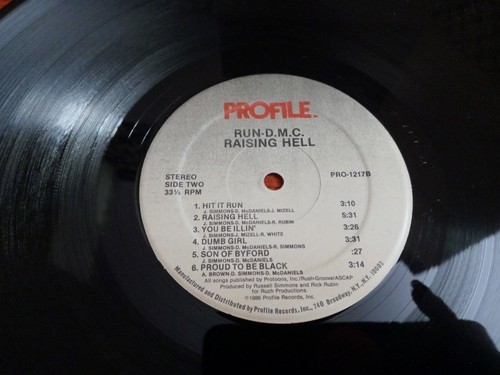 PROFILE.
RUN-D.M.C.
RAISING HELL
STEREO
SIDE TWO
33⅓ RPM
PRO-1217B
1. HIT IT RUN 3:10
J. SIMMONS-D. McDANIELS-J. MIZELL
2. RAISING HELL 5:31
J. SIMMONS-D. McDANIELS-R. RUBIN
3. YOU BE ILLIN' 3:26
J. SIMMONS-J. MIZELL-R. WHITE
4. DUMB GIRL 3:31
J. SIMMONS-D. McDANIELS-R. SIMMONS
5. SON OF BYFORD :27
J. SIMMONS-D. McDANIELS
6. PROUD TO BE BLACK 3:14
A. BROWN-D. SIMMONS-D. McDANIELS
All songs published by Protoons, Inc./Rush-Groove/ASCAP
Produced by Russell Simmons and Rick Rubin
for Rush Productions.
℗ 1986 Profile Records, Inc.
Manufactured and Distributed by Profile Records, Inc., 740 Broadway, N.Y., N.Y. 10003